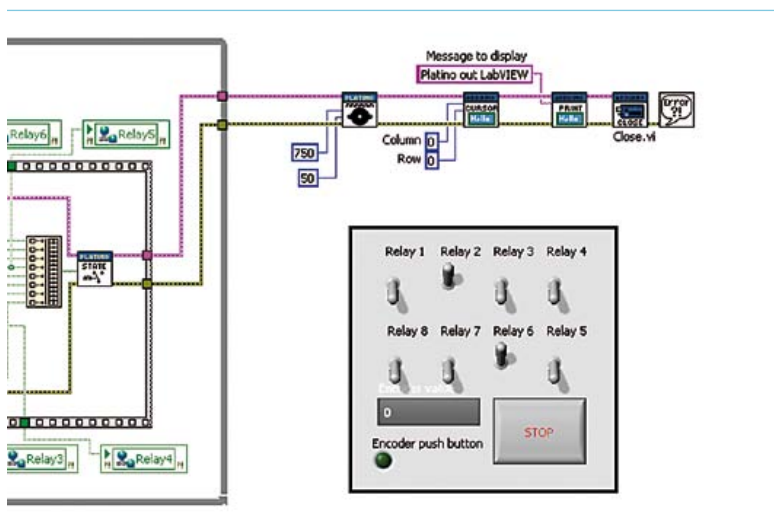 Message to display
Platino out LabVIEW
PLATINO
CURSOR
Hello
PRINT
Hello
CLOSE
Error
?!
Close.vi
Column 0
Row 0
750
50
Relay6
Relay5
PLATINO
STATE
Relay3
Relay4
Relay 1 Relay 2 Relay 3 Relay 4
Relay 8 Relay 7 Relay 6 Relay 5
0
STOP
Encoder push button